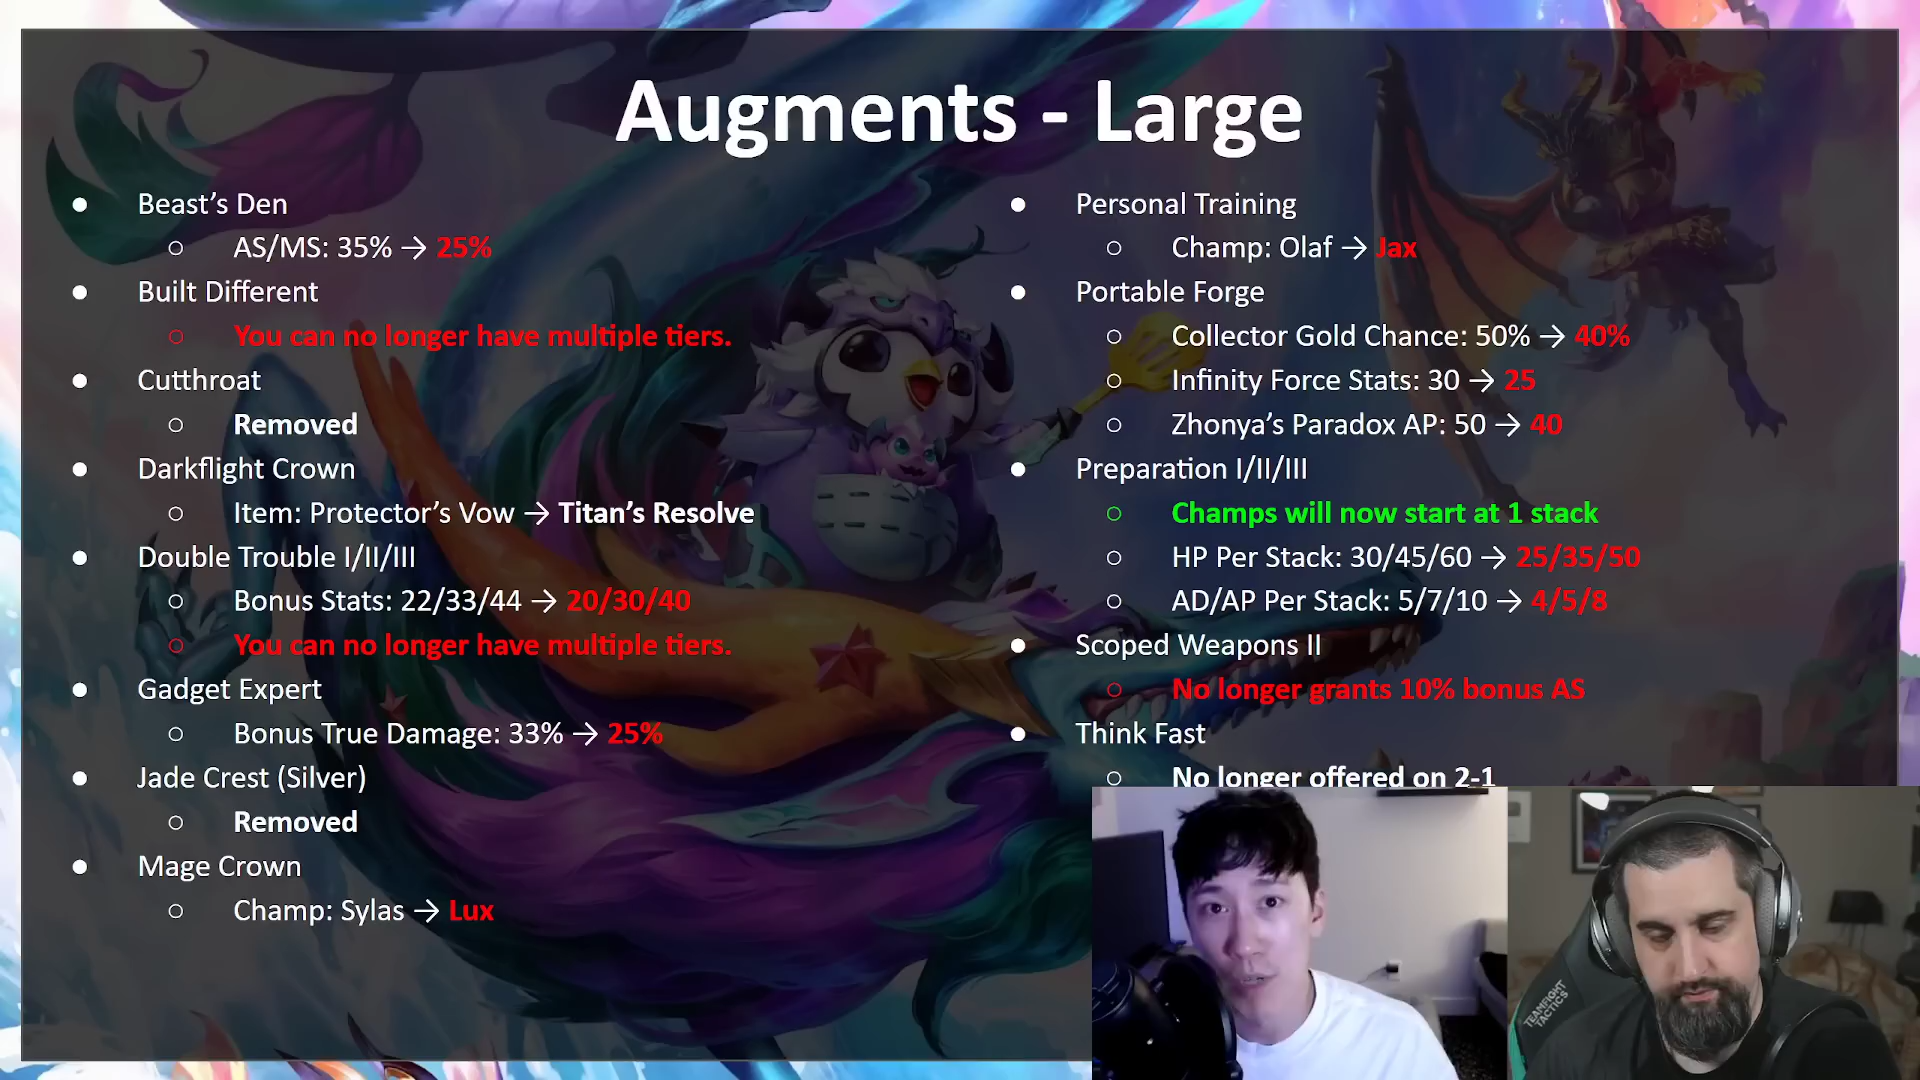 Augments - Large
Beast's Den
AS/MS: 35% → 25%
Built Different
You can no longer have multiple tiers.
Cutthroat
Removed
Darkflight Crown
Item: Protector's Vow → Titan's Resolve
Double Trouble I/II/III
Bonus Stats: 22/33/44 → 20/30/40
You can no longer have multiple tiers.
Gadget Expert
Bonus True Damage: 33% → 25%
Jade Crest (Silver)
Removed
Mage Crown
Champ: Sylas → Lux
Personal Training
Champ: Olaf → Jax
Portable Forge
Collector Gold Chance: 50% → 40%
Infinity Force Stats: 30 → 25
Zhonya's Paradox AP: 50 → 40
Preparation I/II/III
Champs will now start at 1 stack
HP Per Stack: 30/45/60 → 25/35/50
AD/AP Per Stack: 5/7/10 → 4/5/8
Scoped Weapons II
No longer grants 10% bonus AS
Think Fast
No longer offered on 2-1
TEAMFIGHT
TACTICS